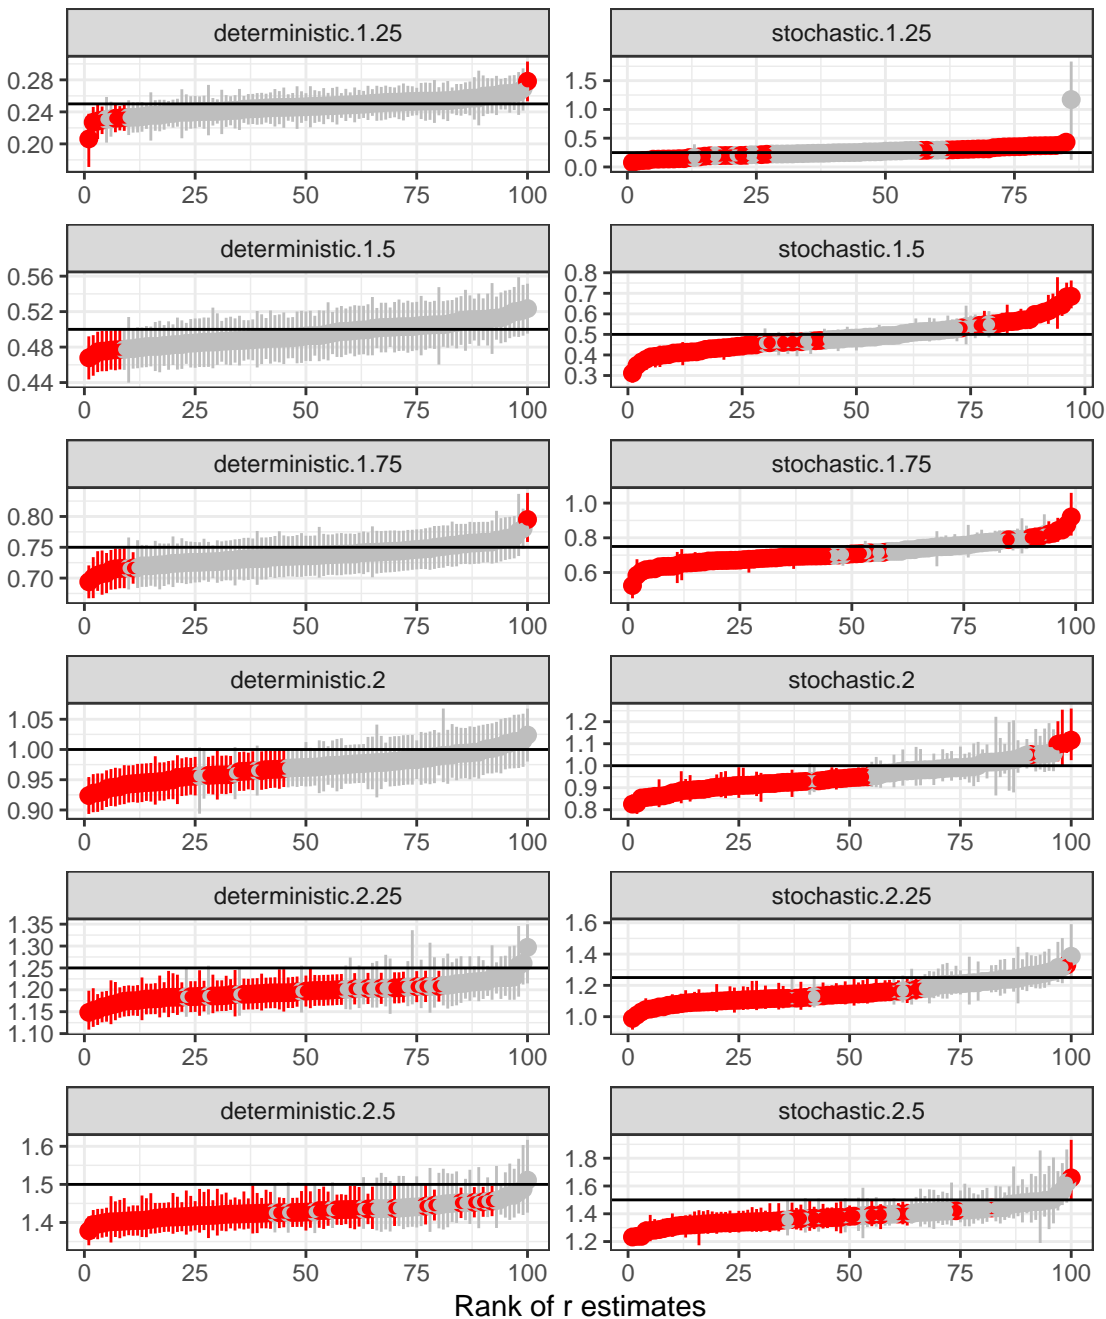 deterministic.1.25
0.28
0.24
0.20
0 25 50 75 100
stochastic.1.25
1.5
1.0
0.5
0.0
0 25 50 75
deterministic.1.5
0.56
0.52
0.48
0.44
0 25 50 75 100
stochastic.1.5
0.8
0.7
0.6
0.5
0.4
0.3
0 25 50 75 100
deterministic.1.75
0.80
0.75
0.70
0 25 50 75 100
stochastic.1.75
1.0
0.8
0.6
0 25 50 75 100
deterministic.2
1.05
1.00
0.95
0.90
0 25 50 75 100
stochastic.2
1.2
1.1
1.0
0.9
0.8
0 25 50 75 100
deterministic.2.25
1.35
1.30
1.25
1.20
1.15
1.10
0 25 50 75 100
stochastic.2.25
1.6
1.4
1.2
1.0
0 25 50 75 100
deterministic.2.5
1.6
1.5
1.4
0 25 50 75 100
stochastic.2.5
1.8
1.6
1.4
1.2
0 25 50 75 100
Rank of r estimates